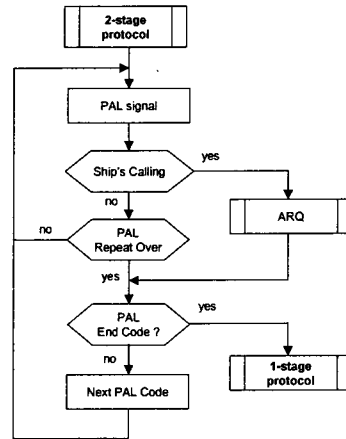 2-stage
protocol
PAL signal
Ship's Calling
yes
no
ARQ
no
PAL
Repeat Over
yes
PAL
End Code ?
yes
no
1-stage
protocol
Next PAL Code